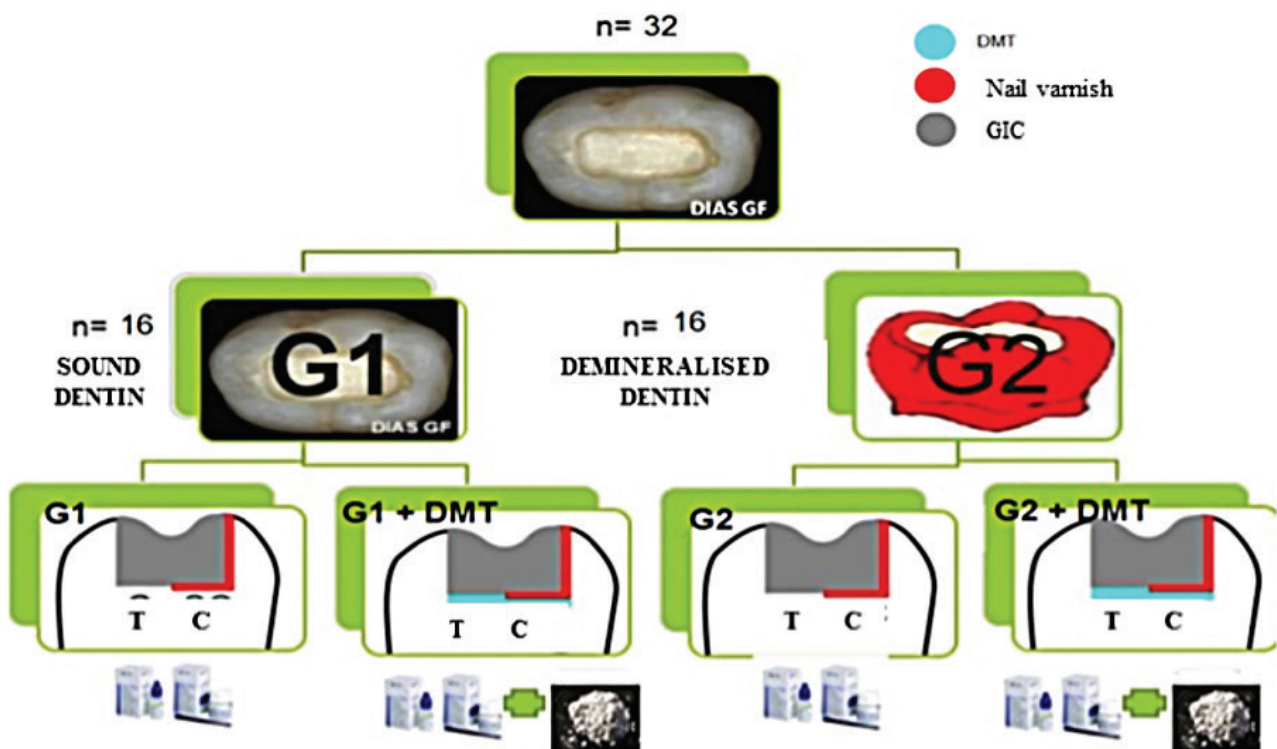 n= 32
DMT
Nail varnish
GIC
DIAS GF
n= 16
SOUND
DENTIN
G1
DIAS GF
n= 16
DEMINERALISED
DENTIN
G2
G1
T C
G1 + DMT
T C
G2
T C
G2 + DMT
T C